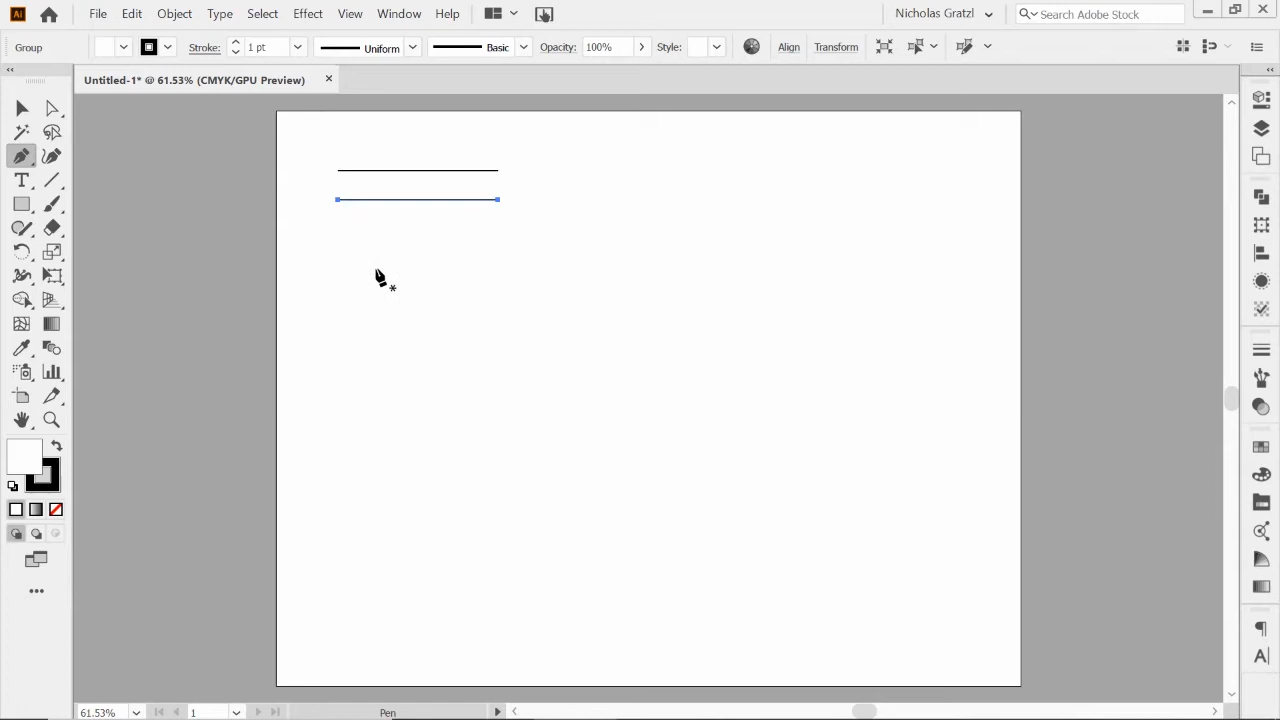 Ai File Edit Object Type Select Effect View Window Help Nicholas Gratzl Search Adobe Stock
Group Stroke: 1 pt Uniform Basic Opacity: 100% Style: Align Transform
Untitled-1* @ 61.53% (CMYK/GPU Preview)
61.53% 1 Pen